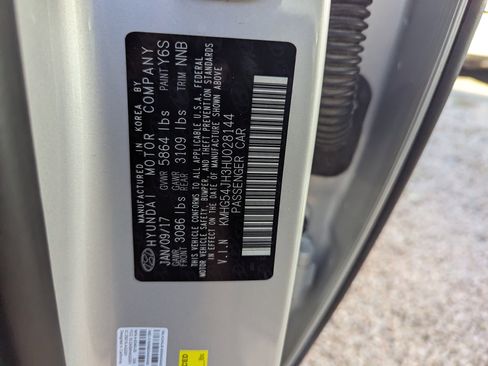 MANUFACTURED IN KOREA BY
HYUNDAI MOTOR COMPANY
JAN/09/17 GVWR 5864 lbs PAINT Y6S
GAWR FRONT 3086 lbs GAWR REAR 3109 lbs TRIM NNB
THIS VEHICLE CONFORMS TO ALL APPLICABLE U.S.A. FEDERAL
MOTOR VEHICLE SAFETY, BUMPER, AND THEFT PREVENTION STANDARDS
IN EFFECT ON THE DATE OF MANUFACTURE SHOWN ABOVE
V.I.N KMHG54JH3HU028144
PASSENGER CAR